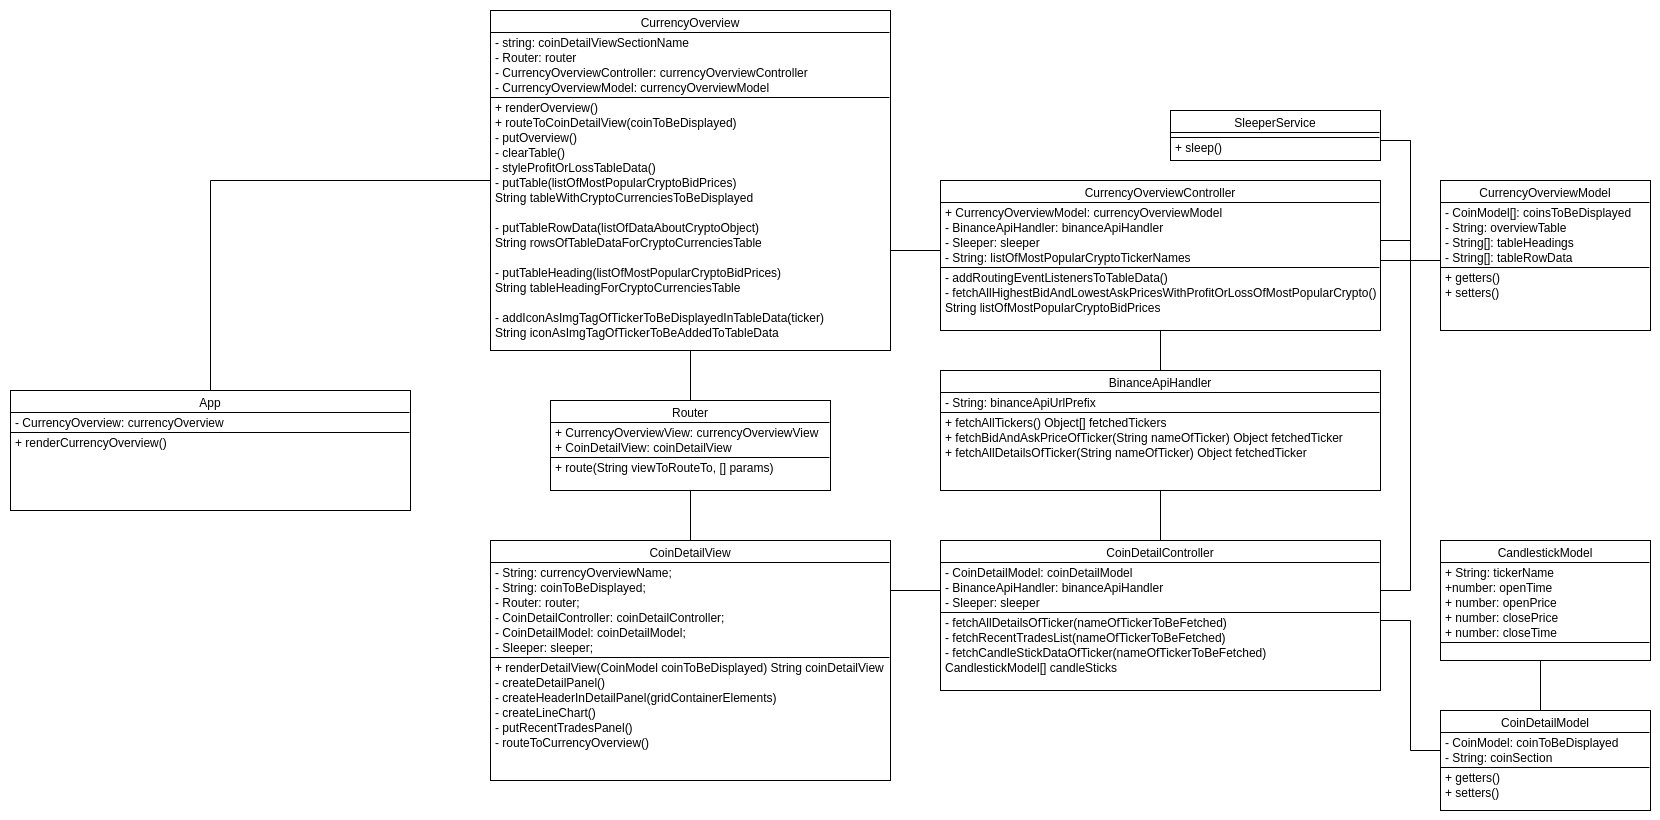 CurrencyOverview
- string: coinDetailViewSectionName
- Router: router
- CurrencyOverviewController: currencyOverviewController
- CurrencyOverviewModel: currencyOverviewModel
+ renderOverview()
+ routeToCoinDetailView(coinToBeDisplayed)
- putOverview()
- clearTable()
- styleProfitOrLossTableData()
- putTable(listOfMostPopularCryptoBidPrices)
String tableWithCryptoCurrenciesToBeDisplayed
- putTableRowData(listOfDataAboutCryptoObject)
String rowsOfTableDataForCryptoCurrenciesTable
- putTableHeading(listOfMostPopularCryptoBidPrices)
String tableHeadingForCryptoCurrenciesTable
- addIconAsImgTagOfTickerToBeDisplayedInTableData(ticker)
String iconAsImgTagOfTickerToBeAddedToTableData
SleeperService
+ sleep()
CurrencyOverviewController
+ CurrencyOverviewModel: currencyOverviewModel
- BinanceApiHandler: binanceApiHandler
- Sleeper: sleeper
- String: listOfMostPopularCryptoTickerNames
- addRoutingEventListenersToTableData()
- fetchAllHighestBidAndLowestAskPricesWithProfitOrLossOfMostPopularCrypto()
String listOfMostPopularCryptoBidPrices
CurrencyOverviewModel
- CoinModel[]: coinsToBeDisplayed
- String: overviewTable
- String[]: tableHeadings
- String[]: tableRowData
+ getters()
+ setters()
App
- CurrencyOverview: currencyOverview
+ renderCurrencyOverview()
Router
+ CurrencyOverviewView: currencyOverviewView
+ CoinDetailView: coinDetailView
+ route(String viewToRouteTo, [] params)
BinanceApiHandler
- String: binanceApiUrlPrefix
+ fetchAllTickers() Object[] fetchedTickers
+ fetchBidAndAskPriceOfTicker(String nameOfTicker) Object fetchedTicker
+ fetchAllDetailsOfTicker(String nameOfTicker) Object fetchedTicker
CoinDetailView
- String: currencyOverviewName;
- String: coinToBeDisplayed;
- Router: router;
- CoinDetailController: coinDetailController;
- CoinDetailModel: coinDetailModel;
- Sleeper: sleeper;
+ renderDetailView(CoinModel coinToBeDisplayed) String coinDetailView
- createDetailPanel()
- createHeaderInDetailPanel(gridContainerElements)
- createLineChart()
- putRecentTradesPanel()
- routeToCurrencyOverview()
CoinDetailController
- CoinDetailModel: coinDetailModel
- BinanceApiHandler: binanceApiHandler
- Sleeper: sleeper
- fetchAllDetailsOfTicker(nameOfTickerToBeFetched)
- fetchRecentTradesList(nameOfTickerToBeFetched)
- fetchCandleStickDataOfTicker(nameOfTickerToBeFetched)
CandlestickModel[] candleSticks
CandlestickModel
+ String: tickerName
+number: openTime
+ number: openPrice
+ number: closePrice
+ number: closeTime
CoinDetailModel
- CoinModel: coinToBeDisplayed
- String: coinSection
+ getters()
+ setters()